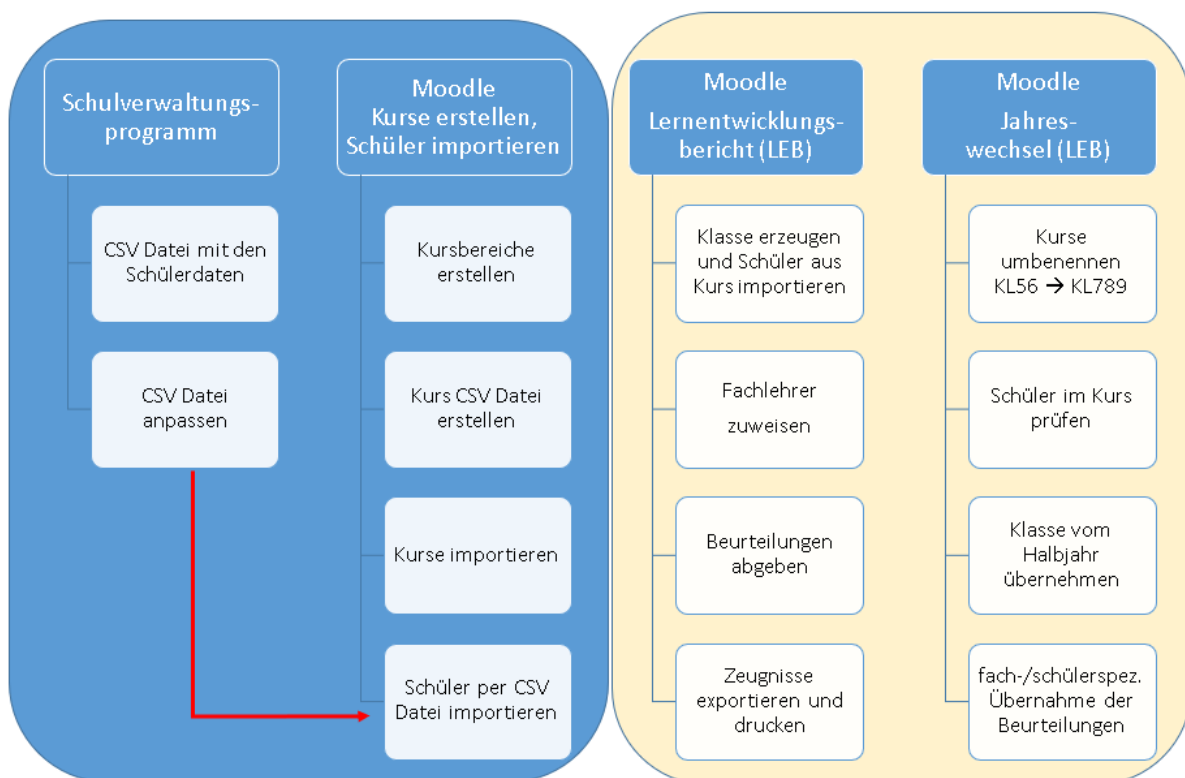 Schulverwaltungs-
programm
CSV Datei mit den
Schülerdaten
CSV Datei
anpassen
Moodle
Kurse erstellen,
Schüler importieren
Kursbereiche
erstellen
Kurs CSV Datei
erstellen
Kurse importieren
Schüler per CSV
Datei importieren
Moodle
Lernentwicklungs-
bericht (LEB)
Klasse erzeugen
und Schüler aus
Kurs importieren
Fachlehrer
zuweisen
Beurteilungen
abgeben
Zeugnisse
exportieren und
drucken
Moodle
Jahres-
wechsel (LEB)
Kurse
umbenennen
KL56 → KL789
Schüler im Kurs
prüfen
Klasse vom
Halbjahr
übernehmen
fach-/schülerspez.
Übernahme der
Beurteilungen